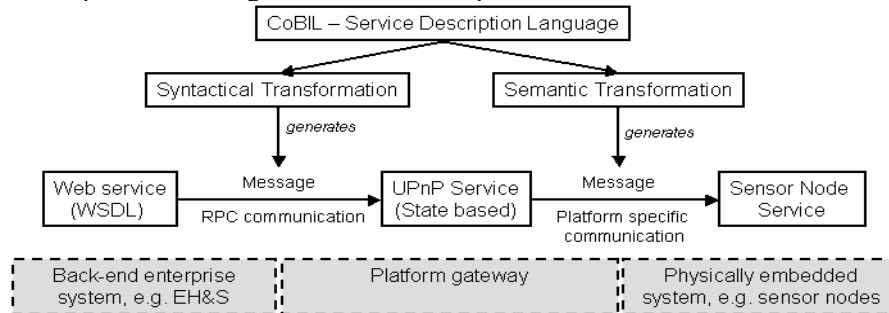 CoBIL – Service Description Language
Syntactical Transformation
Semantic Transformation
generates
generates
Web service
(WSDL)
Message
RPC communication
UPnP Service
(State based)
Message
Platform specific
communication
Sensor Node
Service
Back-end enterprise
system, e.g. EH&S
Platform gateway
Physically embedded
system, e.g. sensor nodes